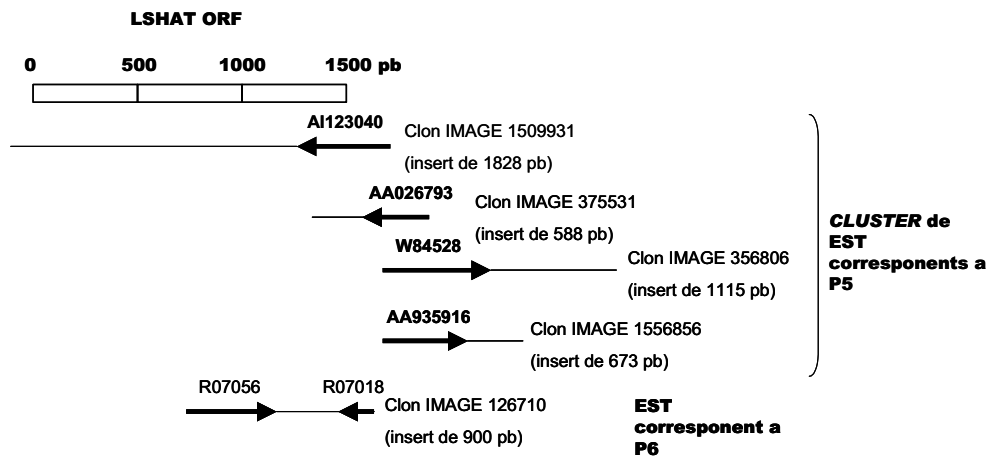 LSHAT ORF
0 500 1000 1500 pb
AI123040
Clon IMAGE 1509931
(insert de 1828 pb)
AA026793
Clon IMAGE 375531
(insert de 588 pb)
W84528
Clon IMAGE 356806
(insert de 1115 pb)
AA935916
Clon IMAGE 1556856
(insert de 673 pb)
CLUSTER de
EST
corresponents a
P5
R07056 R07018
Clon IMAGE 126710
(insert de 900 pb)
EST
corresponent a
P6